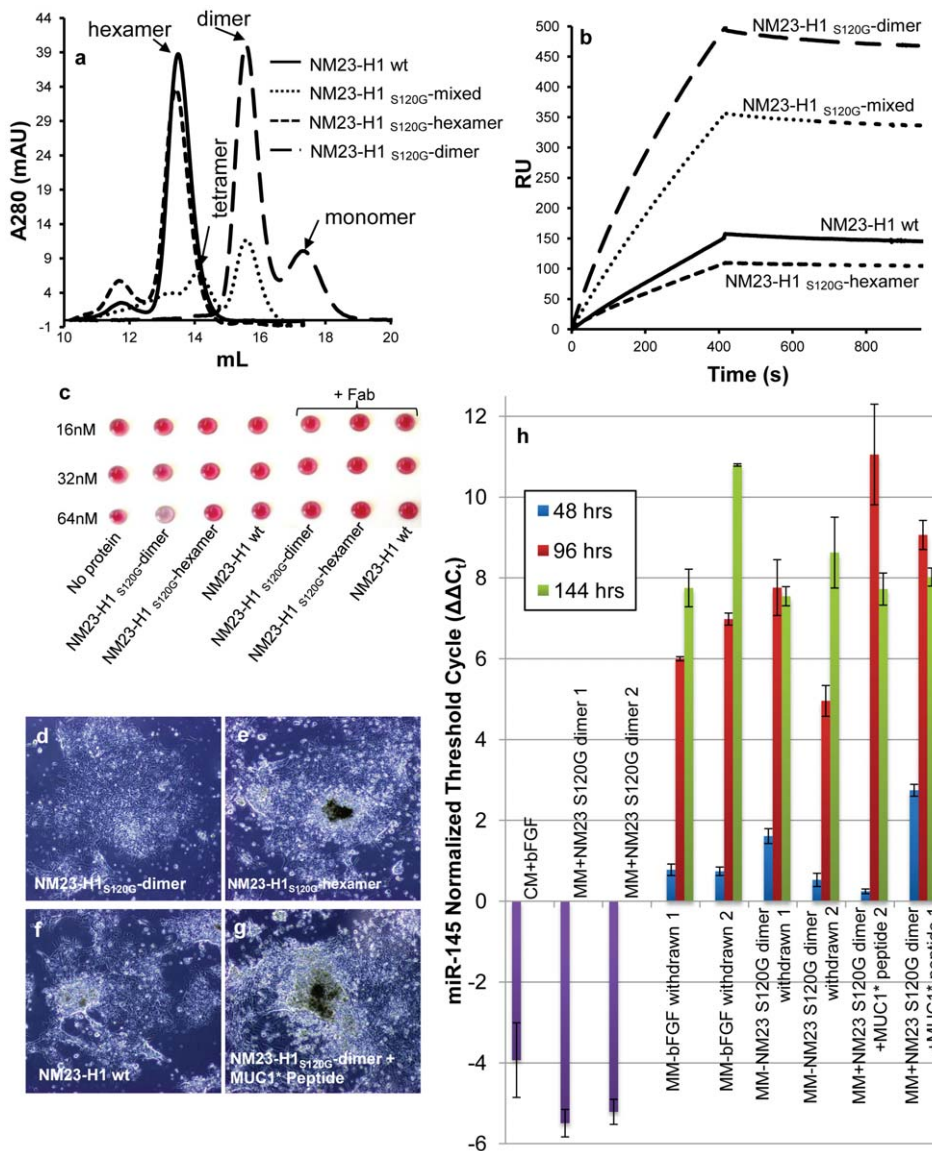 a
44
39
34
29
24
19
14
9
4
-1
A280 (mAU)
10 12 14 16 18 20
mL
hexamer
dimer
tetramer
monomer
NM23-H1 wt
NM23-H1 S120G-mixed
NM23-H1 S120G-hexamer
NM23-H1 S120G-dimer
b
500
450
400
350
300
250
200
150
100
50
0
RU
0 200 400 600 800
Time (s)
NM23-H1 S120G-dimer
NM23-H1 S120G-mixed
NM23-H1 wt
NM23-H1 S120G-hexamer
c
+ Fab
16nM
32nM
64nM
No protein
NM23-H1 S120G-dimer
NM23-H1 S120G-hexamer
NM23-H1 wt
NM23-H1 S120G-dimer
NM23-H1 S120G-hexamer
NM23-H1 wt
d
NM23-H1S120G-dimer
e
NM23-H1S120G-hexamer
f
NM23-H1 wt
g
NM23-H1S120G-dimer +
MUC1* Peptide
h
miR-145 Normalized Threshold Cycle (ΔΔCt)
12
10
8
6
4
2
0
-2
-4
-6
48 hrs
96 hrs
144 hrs
CM+bFGF
MM+NM23 S120G dimer 1
MM+NM23 S120G dimer 2
MM-bFGF withdrawn 1
MM-bFGF withdrawn 2
MM-NM23 S120G dimer
withdrawn 1
MM-NM23 S120G dimer
withdrawn 2
MM+NM23 S120G dimer
+MUC1* peptide 2
MM+NM23 S120G dimer
+MUC1* peptide 1